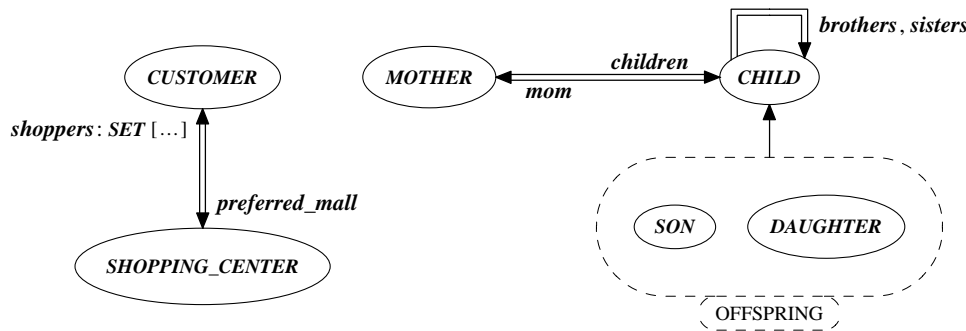 brothers, sisters
CUSTOMER
MOTHER
children
mom
CHILD
shoppers: SET […]
preferred_mall
SHOPPING_CENTER
SON
DAUGHTER
OFFSPRING